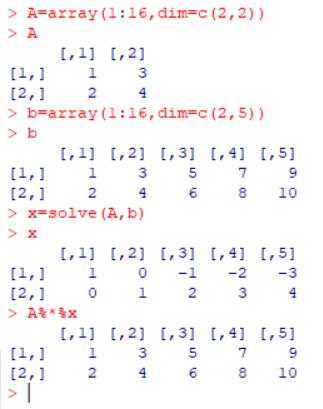 > A=array(1:16,dim=c(2,2))
> A
     [,1] [,2]
[1,]    1    3
[2,]    2    4
> b=array(1:16,dim=c(2,5))
> b
     [,1] [,2] [,3] [,4] [,5]
[1,]    1    3    5    7    9
[2,]    2    4    6    8   10
> x=solve(A,b)
> x
     [,1] [,2] [,3] [,4] [,5]
[1,]    1    0   -1   -2   -3
[2,]    0    1    2    3    4
> A%*%x
     [,1] [,2] [,3] [,4] [,5]
[1,]    1    3    5    7    9
[2,]    2    4    6    8   10
>